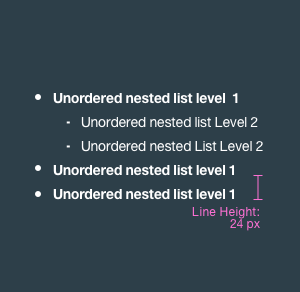 • Unordered nested list level  1
- Unordered nested list Level 2
- Unordered nested List Level 2
• Unordered nested list level 1
• Unordered nested list level 1
Line Height:
24 px